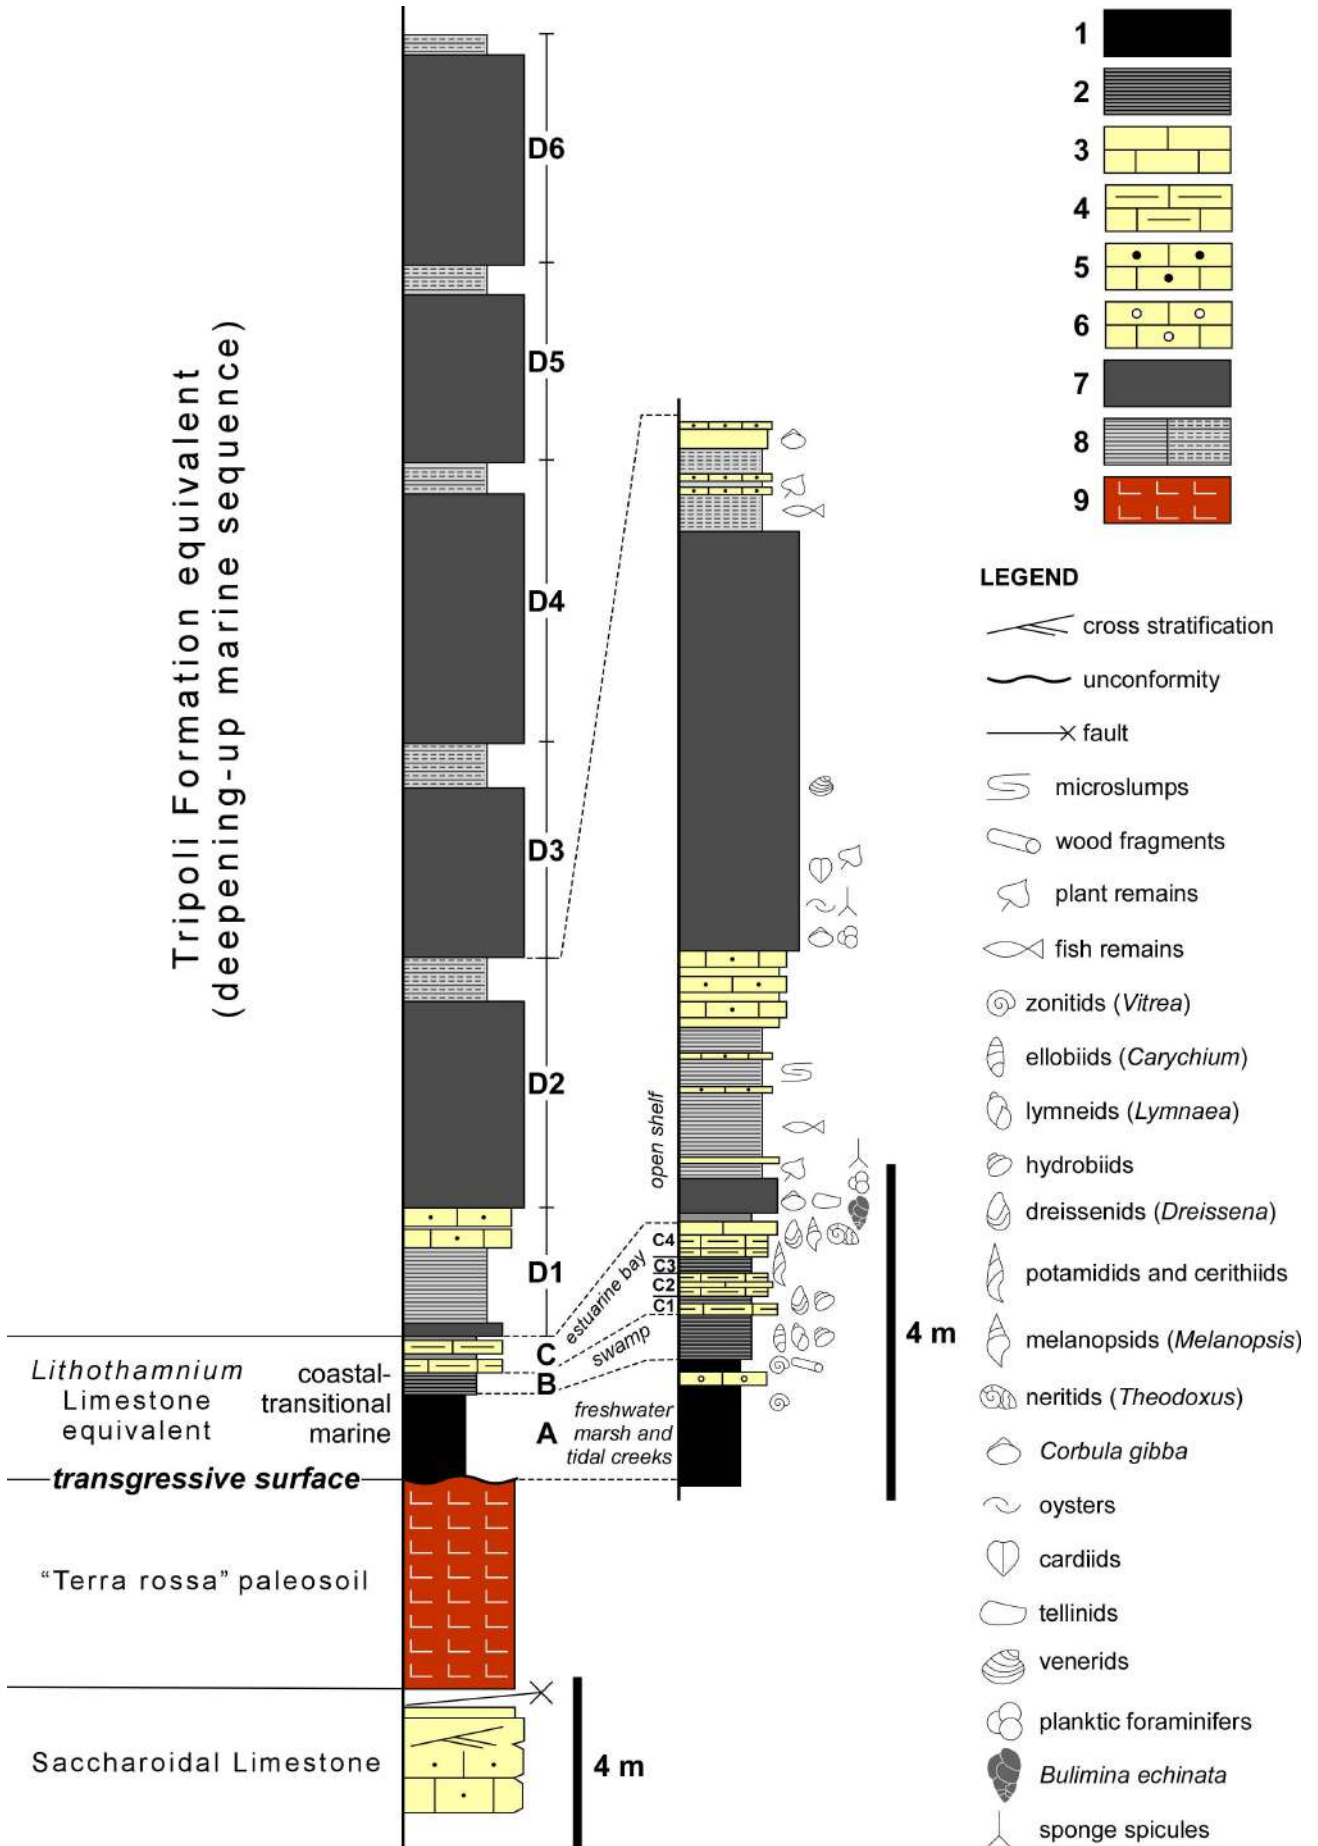 1
2
3
4
5
6
7
8
9
LEGEND
cross stratification
unconformity
fault
microslumps
wood fragments
plant remains
fish remains
zonitids (Vitrea)
ellobiids (Carychium)
lymneids (Lymnaea)
hydrobiids
dreissenids (Dreissena)
potamidids and cerithiids
melanopsids (Melanopsis)
neritids (Theodoxus)
Corbula gibba
oysters
cardiids
tellinids
venerids
planktic foraminifers
Bulimina echinata
sponge spicules
Tripoli Formation equivalent
(deepening-up marine sequence)
D6
D5
D4
D3
D2
D1
C
B
A
open shelf
estuarine bay
swamp
freshwater
marsh and
tidal creeks
C4
C3
C2
C1
4 m
Lithothamnium
Limestone
equivalent
coastal-
transitional
marine
transgressive surface
“Terra rossa” paleosoil
Saccharoidal Limestone
4 m